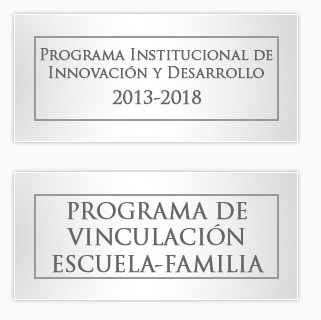 Programa Institucional de
Innovación y Desarrollo
2013-2018
PROGRAMA DE
VINCULACIÓN
ESCUELA-FAMILIA